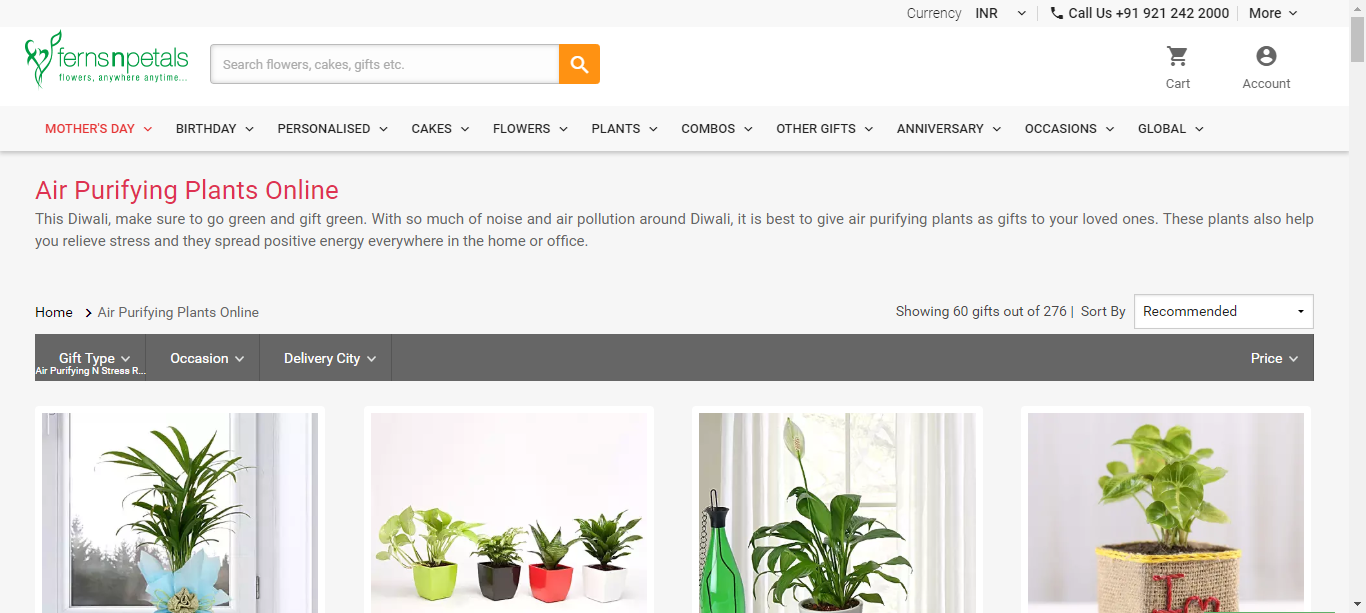 Currency INR Call Us +91 921 242 2000 More
fernsnpetals
flowers, anywhere anytime...
Search flowers, cakes, gifts etc.
Cart Account
MOTHER'S DAY BIRTHDAY PERSONALISED CAKES FLOWERS PLANTS COMBOS OTHER GIFTS ANNIVERSARY OCCASIONS GLOBAL
Air Purifying Plants Online
This Diwali, make sure to go green and gift green. With so much of noise and air pollution around Diwali, it is best to give air purifying plants as gifts to your loved ones. These plants also help
you relieve stress and they spread positive energy everywhere in the home or office.
Home Air Purifying Plants Online Showing 60 gifts out of 276 | Sort By Recommended
Gift Type Occasion Delivery City Price
Air Purifying N Stress R...